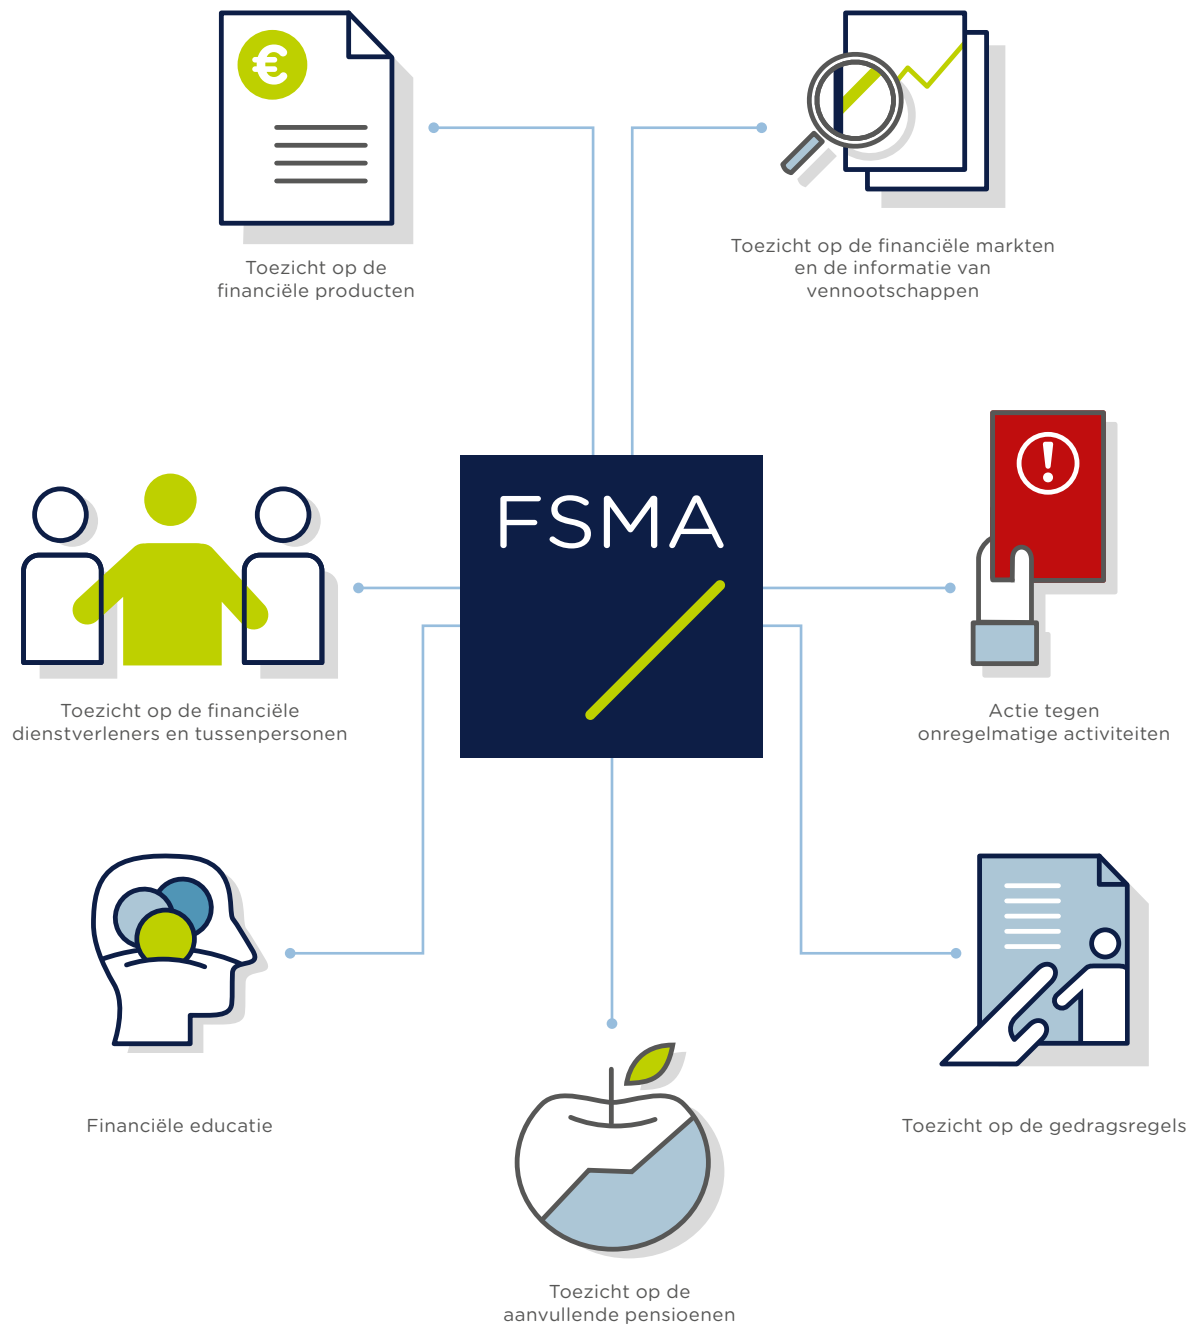 €
Toezicht op de
financiële producten
Toezicht op de financiële markten
en de informatie van
vennootschappen
FSMA
!
Toezicht op de financiële
dienstverleners en tussenpersonen
Actie tegen
onregelmatige activiteiten
Financiële educatie
Toezicht op de gedragsregels
Toezicht op de
aanvullende pensioenen